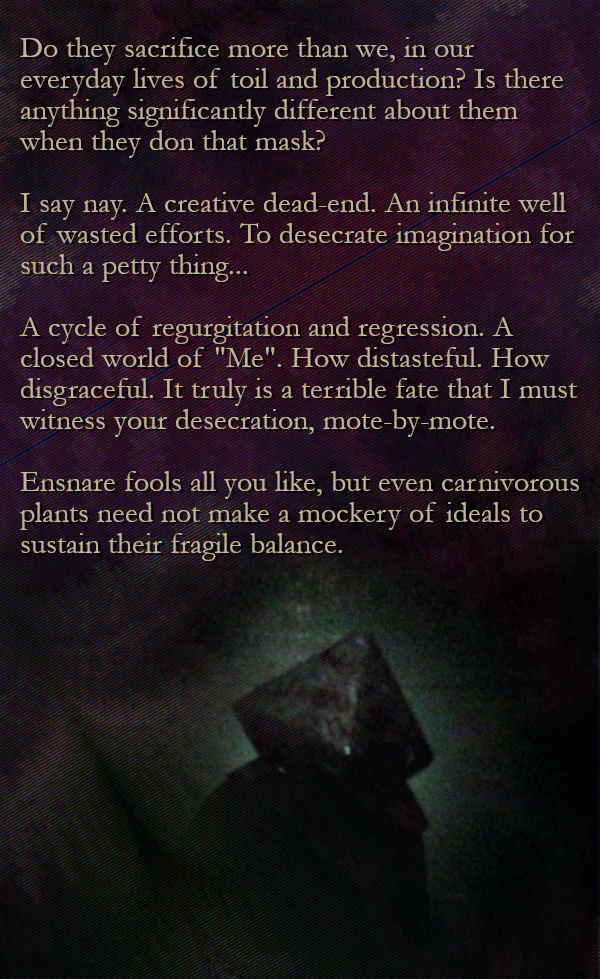 Do they sacrifice more than we, in our
everyday lives of toil and production? Is there
anything significantly different about them
when they don that mask?
I say nay. A creative dead-end. An infinite well
of wasted efforts. To desecrate imagination for
such a petty thing...
A cycle of regurgitation and regression. A
closed world of "Me". How distasteful. How
disgraceful. It truly is a terrible fate that I must
witness your desecration, mote-by-mote.
Ensnare fools all you like, but even carnivorous
plants need not make a mockery of ideals to
sustain their fragile balance.